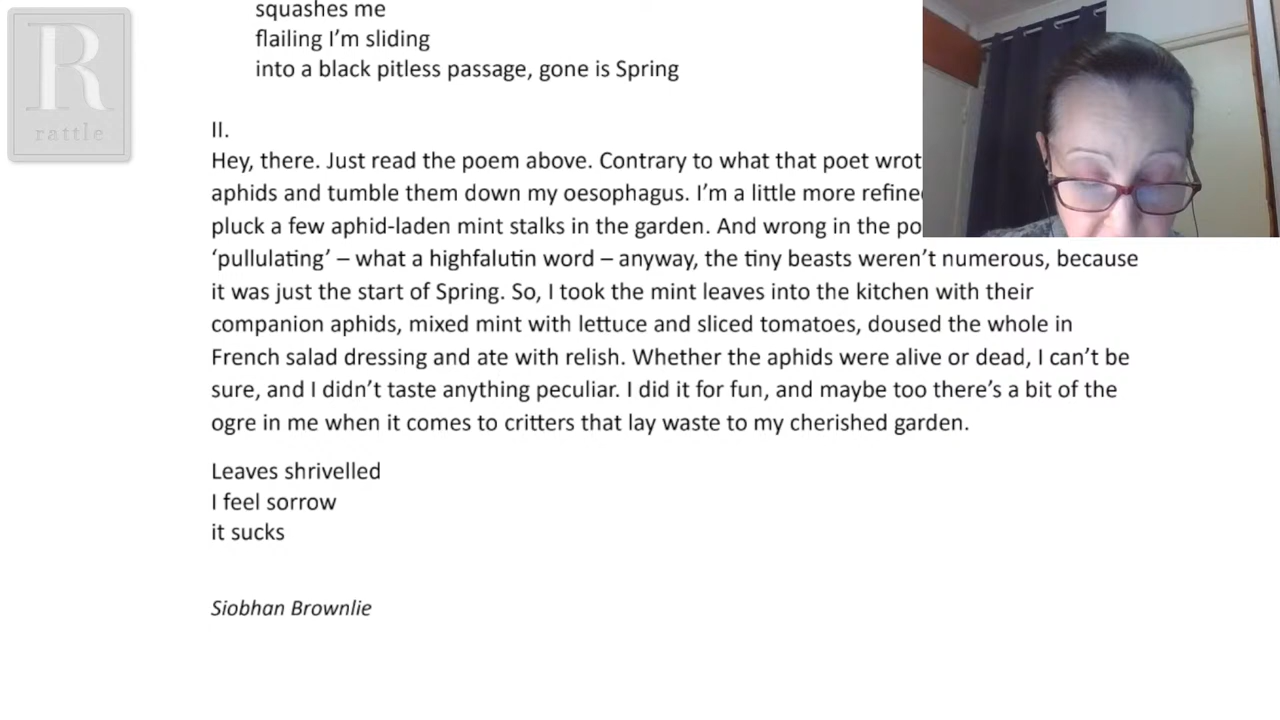 squashes me
flailing I'm sliding
into a black pitless passage, gone is Spring
R
rattle
II.
Hey, there. Just read the poem above. Contrary to what that poet wrot
aphids and tumble them down my oesophagus. I'm a little more refine
pluck a few aphid-laden mint stalks in the garden. And wrong in the po
'pullulating' – what a highfalutin word – anyway, the tiny beasts weren't numerous, because
it was just the start of Spring. So, I took the mint leaves into the kitchen with their
companion aphids, mixed mint with lettuce and sliced tomatoes, doused the whole in
French salad dressing and ate with relish. Whether the aphids were alive or dead, I can't be
sure, and I didn't taste anything peculiar. I did it for fun, and maybe too there's a bit of the
ogre in me when it comes to critters that lay waste to my cherished garden.
Leaves shrivelled
I feel sorrow
it sucks
Siobhan Brownlie